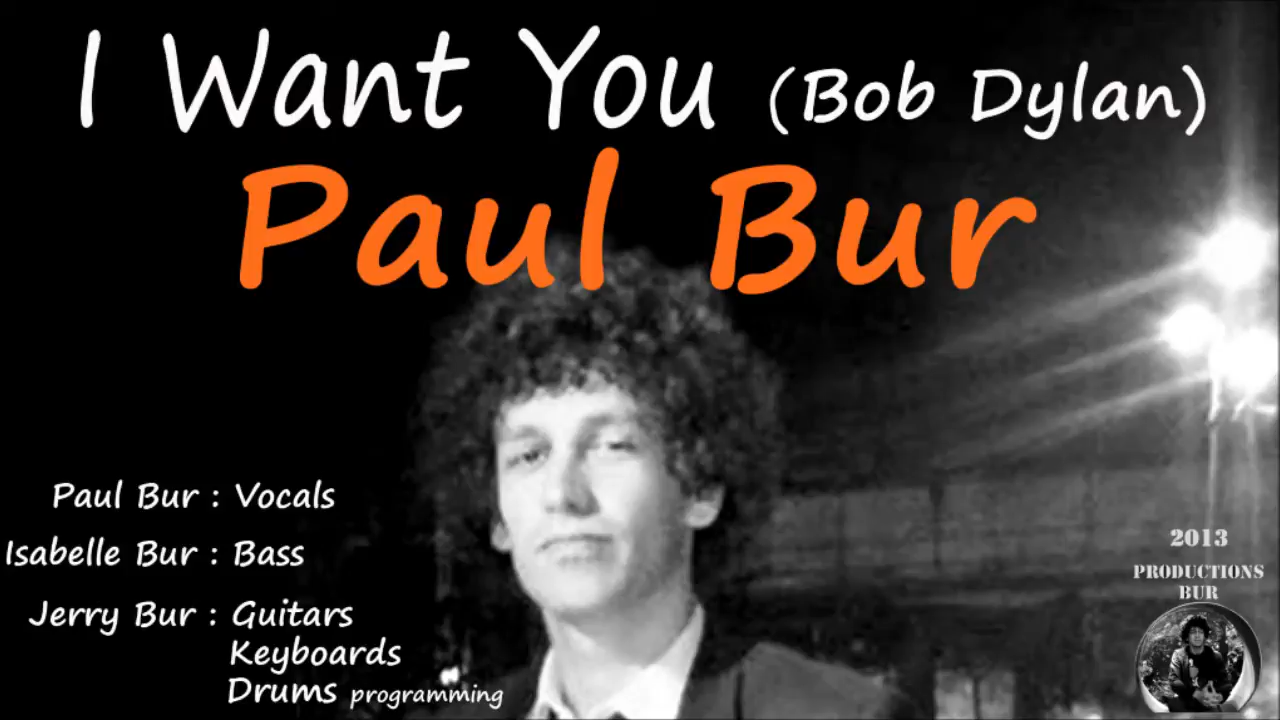 I Want You (Bob Dylan)
Paul Bur
Paul Bur : Vocals
Isabelle Bur : Bass
Jerry Bur : Guitars
Keyboards
Drums programming
2013
PRODUCTIONS
BUR